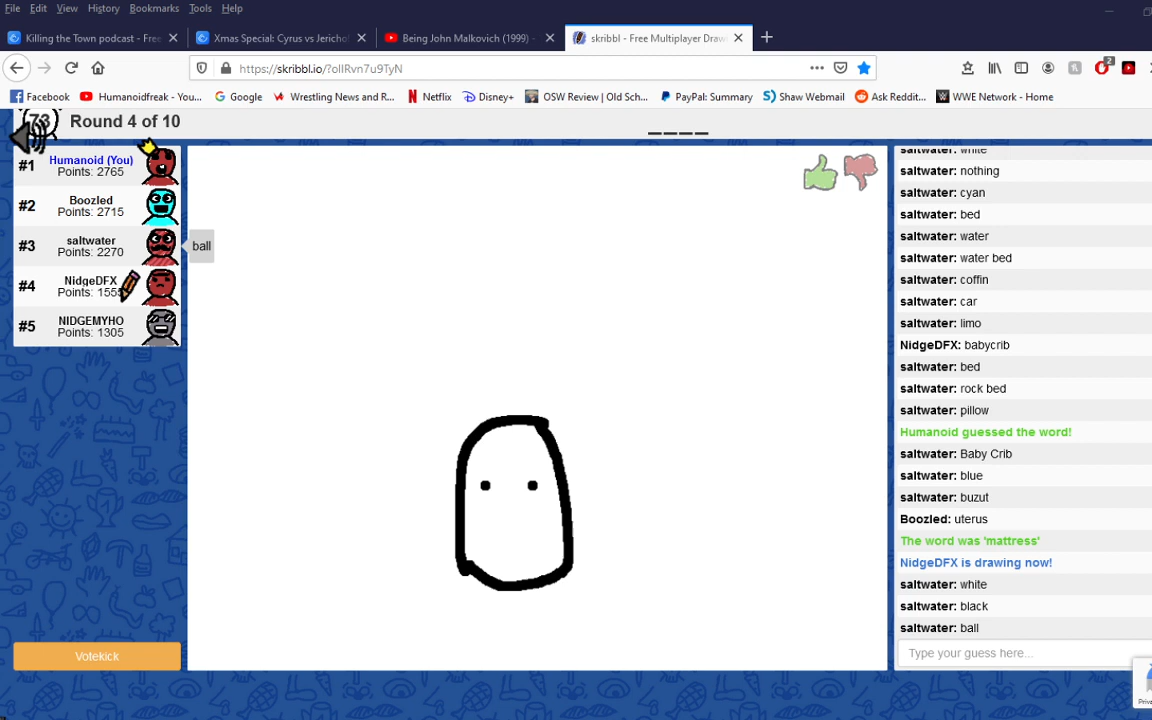 File Edit View History Bookmarks Tools Help
Killing the Town podcast - Free
Xmas Special: Cyrus vs Jericho/
Being John Malkovich (1999) -
skribbl - Free Multiplayer Draw
https://skribbl.io/?olIRvn7u9TyN
2
Facebook Humanoidfreak - You... Google Wrestling News and R... Netflix Disney+ OSW Review | Old Sch... PayPal: Summary Shaw Webmail Ask Reddit... WWE Network - Home
73 Round 4 of 10
_ _ _ _
#1 Humanoid (You)
Points: 2765
#2 Boozled
Points: 2715
#3 saltwater
Points: 2270
ball
#4 NidgeDFX
Points: 1555
#5 NIDGEMYHO
Points: 1305
Votekick
saltwater: white
saltwater: nothing
saltwater: cyan
saltwater: bed
saltwater: water
saltwater: water bed
saltwater: coffin
saltwater: car
saltwater: limo
NidgeDFX: babycrib
saltwater: bed
saltwater: rock bed
saltwater: pillow
Humanoid guessed the word!
saltwater: Baby Crib
saltwater: blue
saltwater: buzut
Boozled: uterus
The word was 'mattress'
NidgeDFX is drawing now!
saltwater: white
saltwater: black
saltwater: ball
Type your guess here...